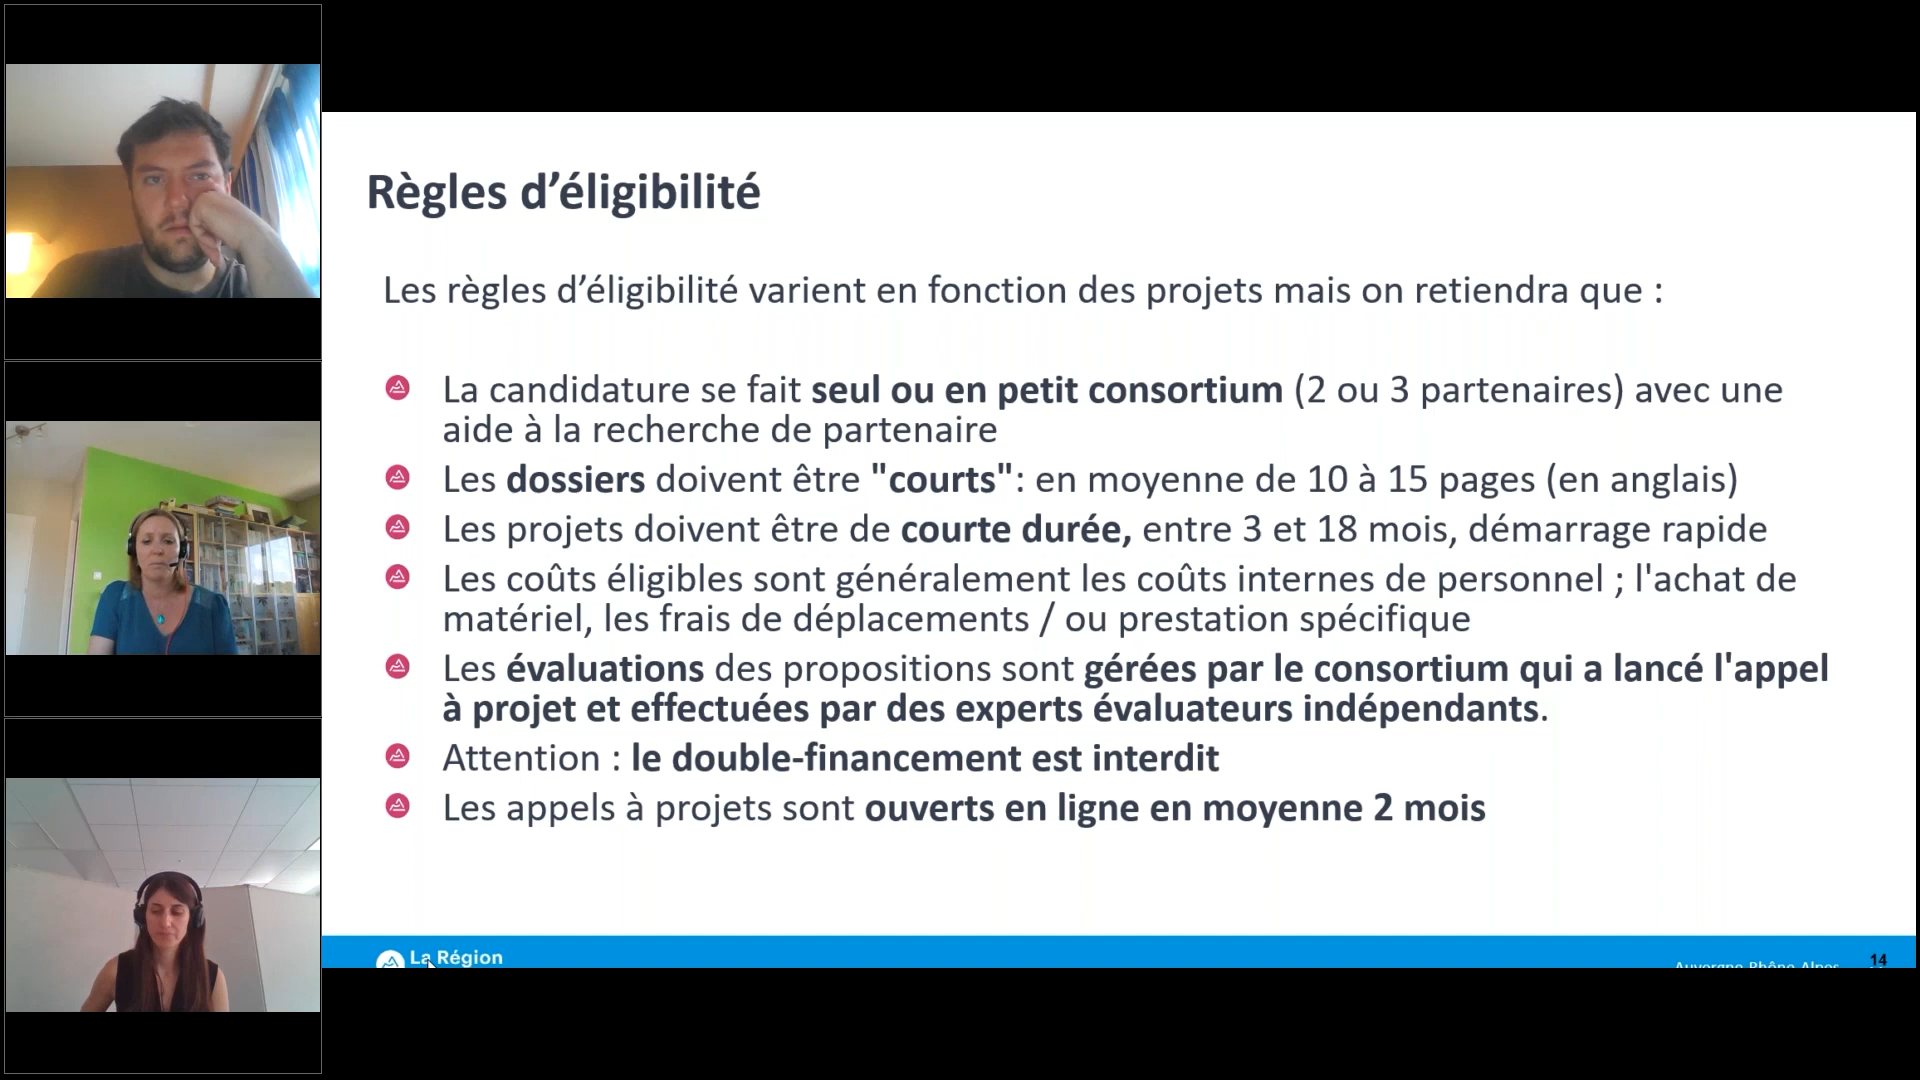 Règles d’éligibilité
Les règles d’éligibilité varient en fonction des projets mais on retiendra que :
La candidature se fait seul ou en petit consortium (2 ou 3 partenaires) avec une
aide à la recherche de partenaire
Les dossiers doivent être "courts": en moyenne de 10 à 15 pages (en anglais)
Les projets doivent être de courte durée, entre 3 et 18 mois, démarrage rapide
Les coûts éligibles sont généralement les coûts internes de personnel ; l'achat de
matériel, les frais de déplacements / ou prestation spécifique
Les évaluations des propositions sont gérées par le consortium qui a lancé l'appel
à projet et effectuées par des experts évaluateurs indépendants.
Attention : le double-financement est interdit
Les appels à projets sont ouverts en ligne en moyenne 2 mois
La Région
Auvergne-Rhône-Alpes
14